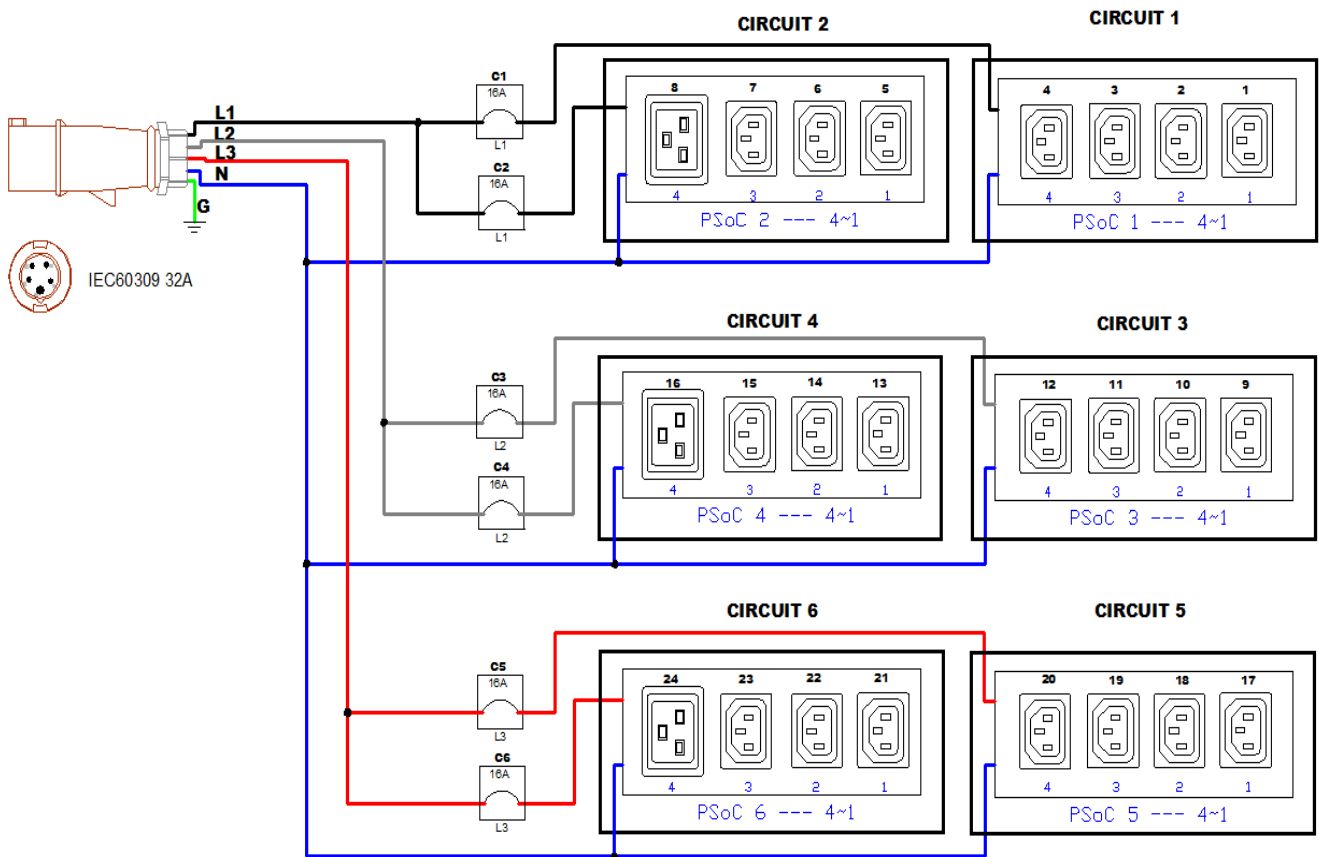 CIRCUIT 2
CIRCUIT 1
C1
16A
L1
8
7
6
5
4
3
2
1
L1
L2
L3
N
G
C2
16A
L1
4
3
2
1
PSoC 2 --- 4~1
4
3
2
1
PSoC 1 --- 4~1
IEC60309 32A
CIRCUIT 4
CIRCUIT 3
C3
16A
L2
16
15
14
13
12
11
10
9
C4
16A
L2
4
3
2
1
PSoC 4 --- 4~1
4
3
2
1
PSoC 3 --- 4~1
CIRCUIT 6
CIRCUIT 5
C5
16A
L3
24
23
22
21
20
19
18
17
C6
16A
L3
4
3
2
1
PSoC 6 --- 4~1
4
3
2
1
PSoC 5 --- 4~1